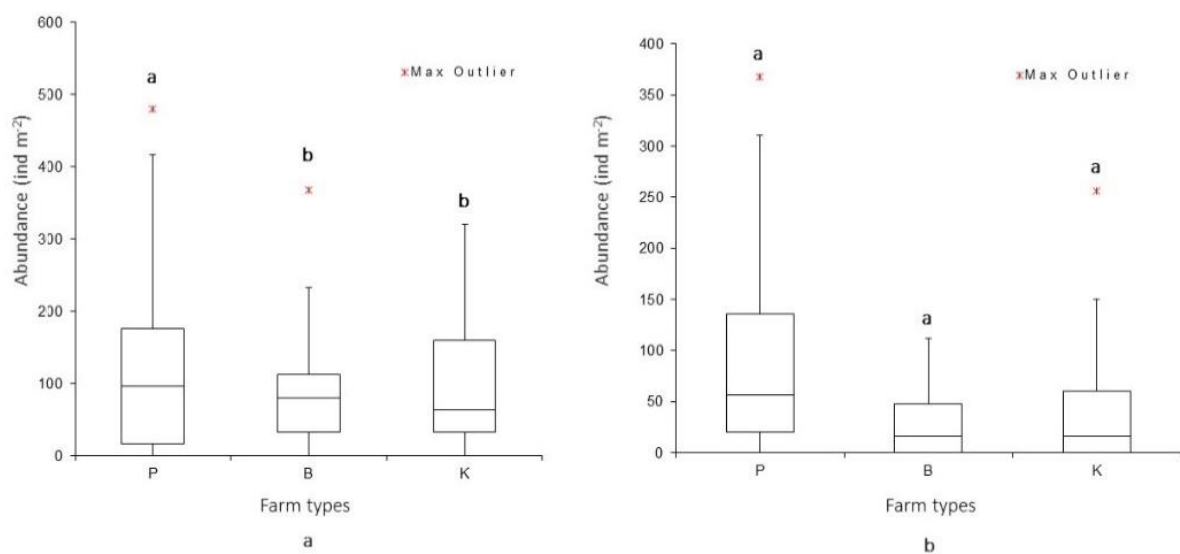 600
500
400
300
200
100
0
Abundance (ind m⁻²)
a
b
b
*Max Outlier
P B K
Farm types
a
400
350
300
250
200
150
100
50
0
Abundance (ind m⁻²)
a
a
a
*Max Outlier
P B K
Farm types
b